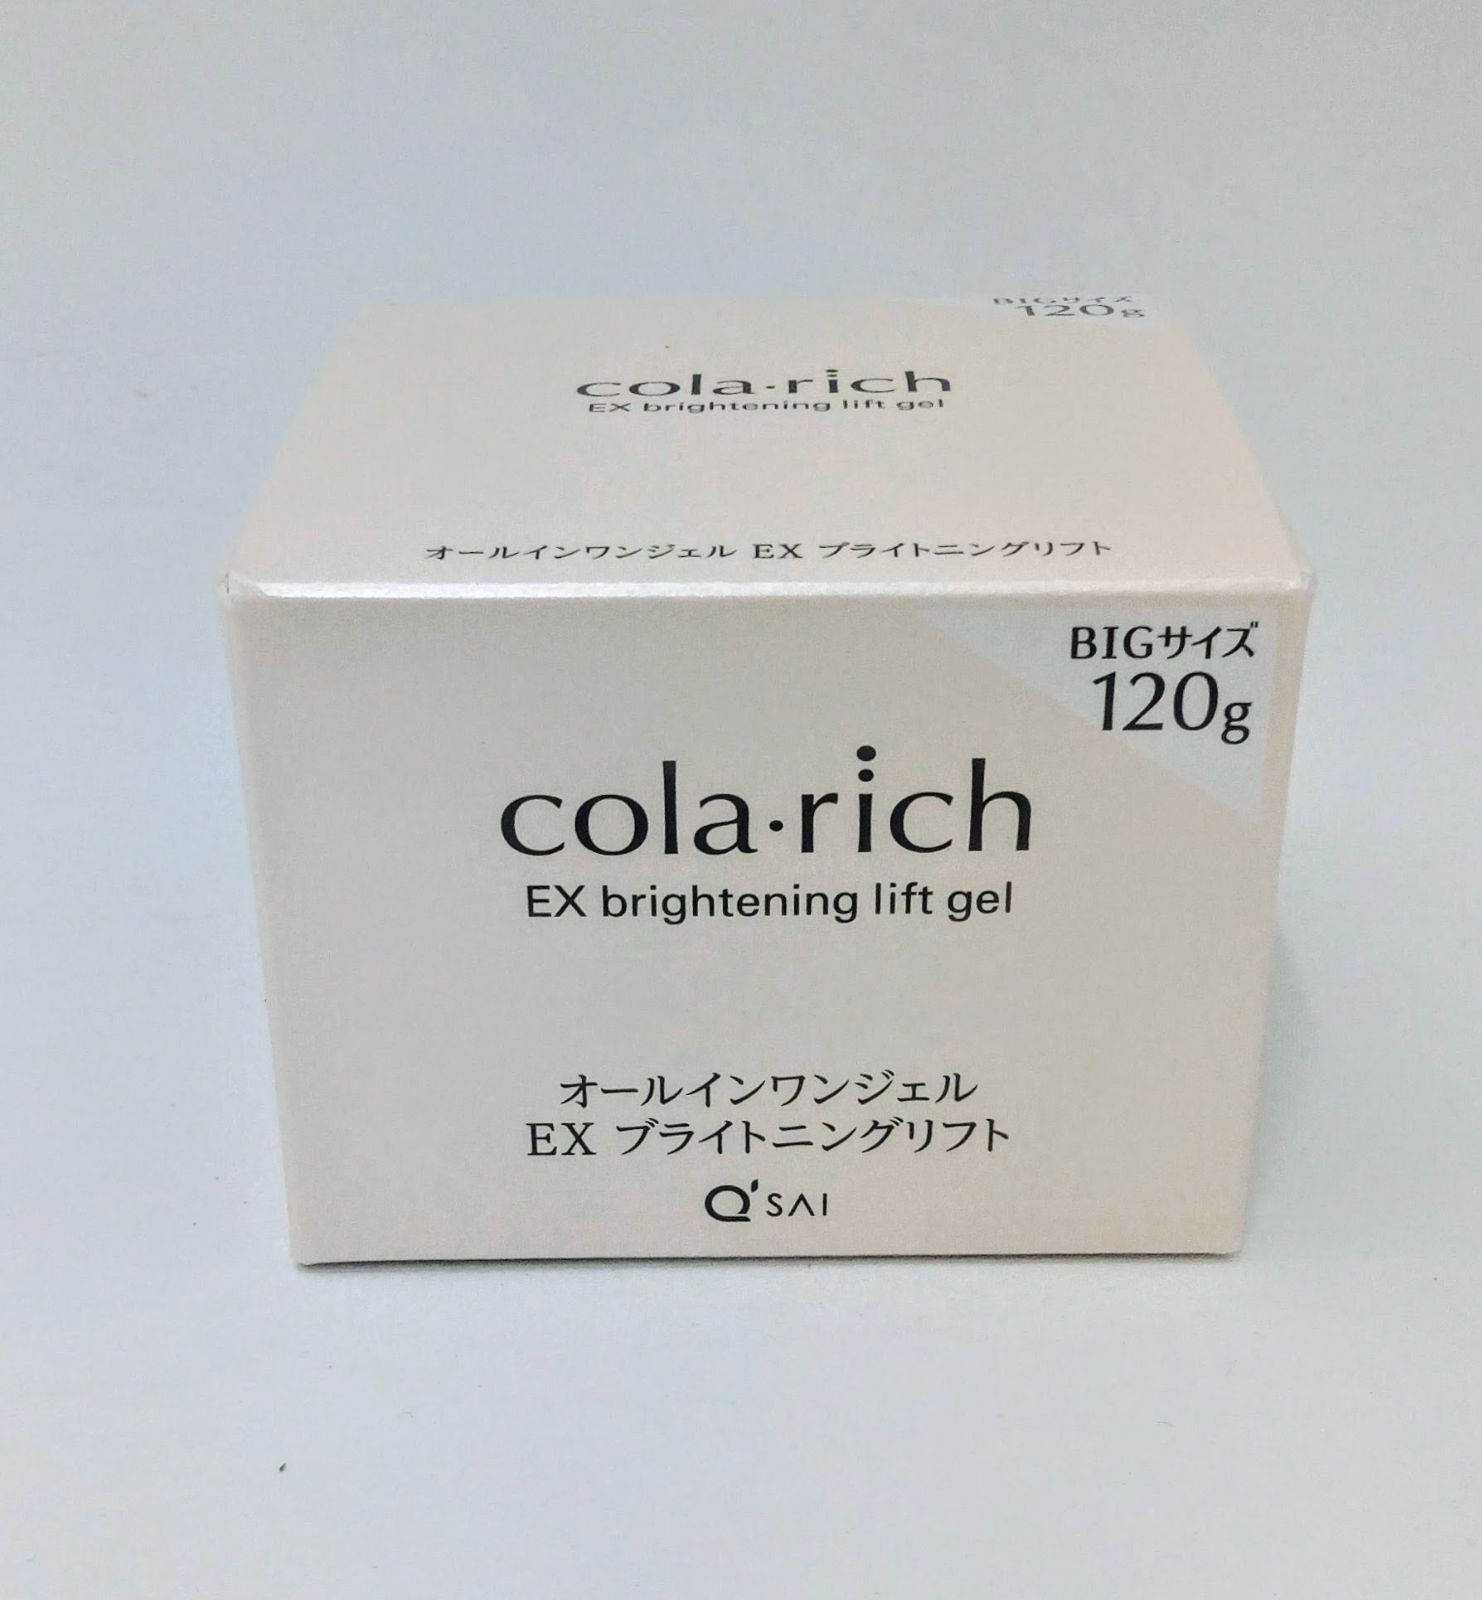 BIGサイズ
120g
cola·rich
EX brightening lift gel
オールインワンジェル EX ブライトニングリフト
BIGサイズ
120g
cola·rich
EX brightening lift gel
オールインワンジェル
EX ブライトニングリフト
Q'SAI